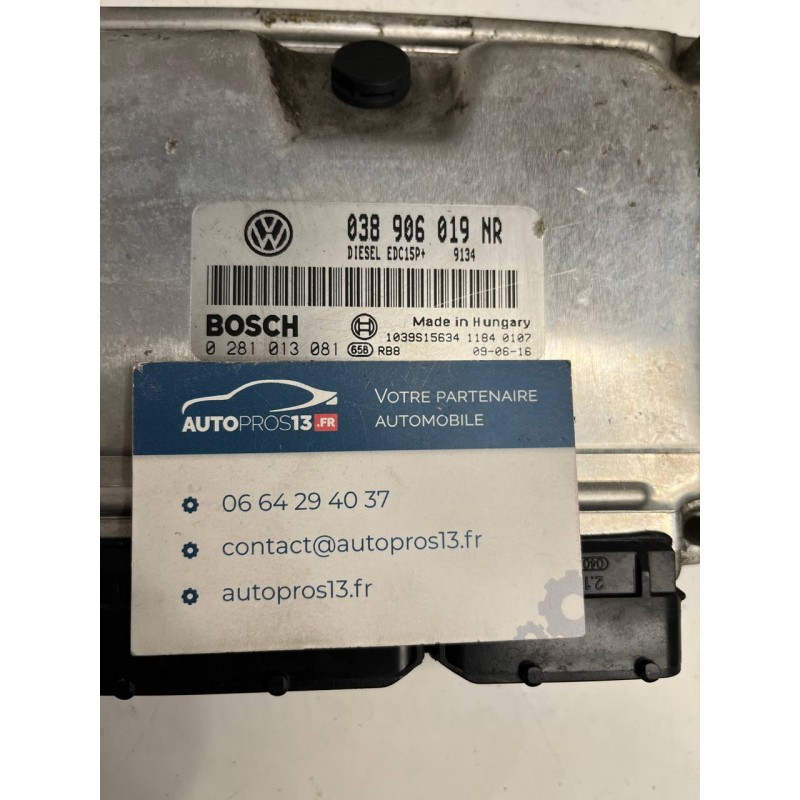 038 906 019 NR
DIESEL EDC15P+ 9134
BOSCH
Made in Hungary
1039S15634 1184 0107
0 281 013 081 65B RB8 09-06-16
AUTOPROS13.FR
VOTRE PARTENAIRE
AUTOMOBILE
06 64 29 40 37
contact@autopros13.fr
autopros13.fr